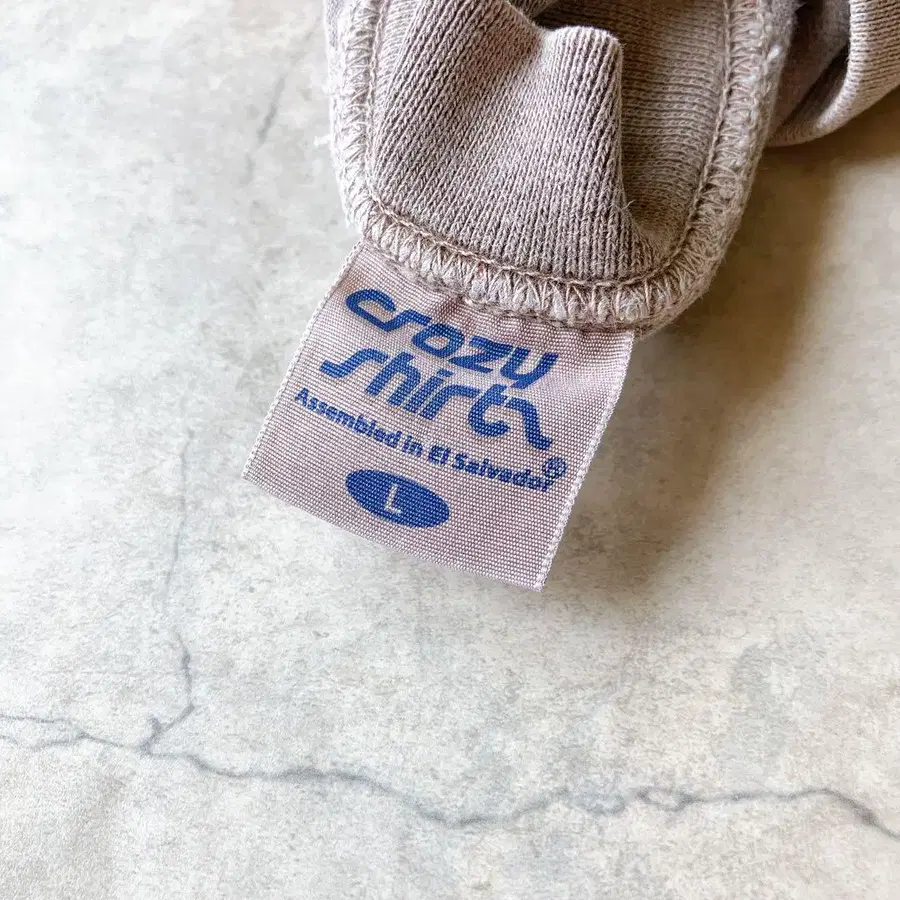 crazy
shirts
Assembled in El Salvador
®
L